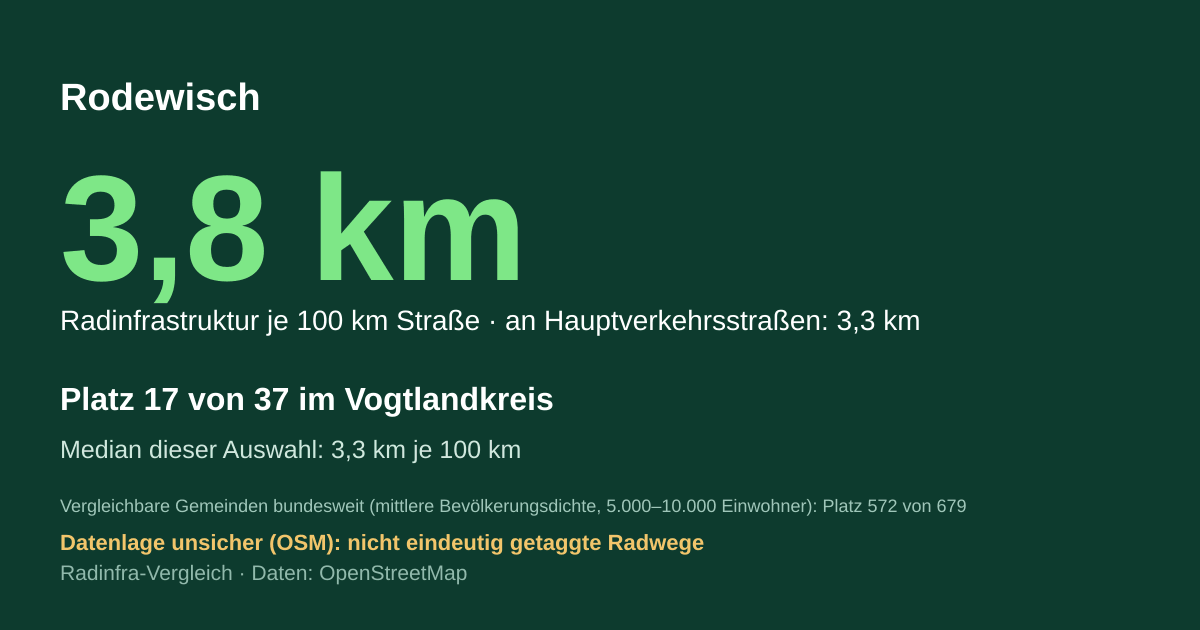 Rodewisch
3,8 km
Radinfrastruktur je 100 km Straße · an Hauptverkehrsstraßen: 3,3 km
Platz 17 von 37 im Vogtlandkreis
Median dieser Auswahl: 3,3 km je 100 km
Vergleichbare Gemeinden bundesweit (mittlere Bevölkerungsdichte, 5.000–10.000 Einwohner): Platz 572 von 679
Datenlage unsicher (OSM): nicht eindeutig getaggte Radwege
Radinfra-Vergleich · Daten: OpenStreetMap